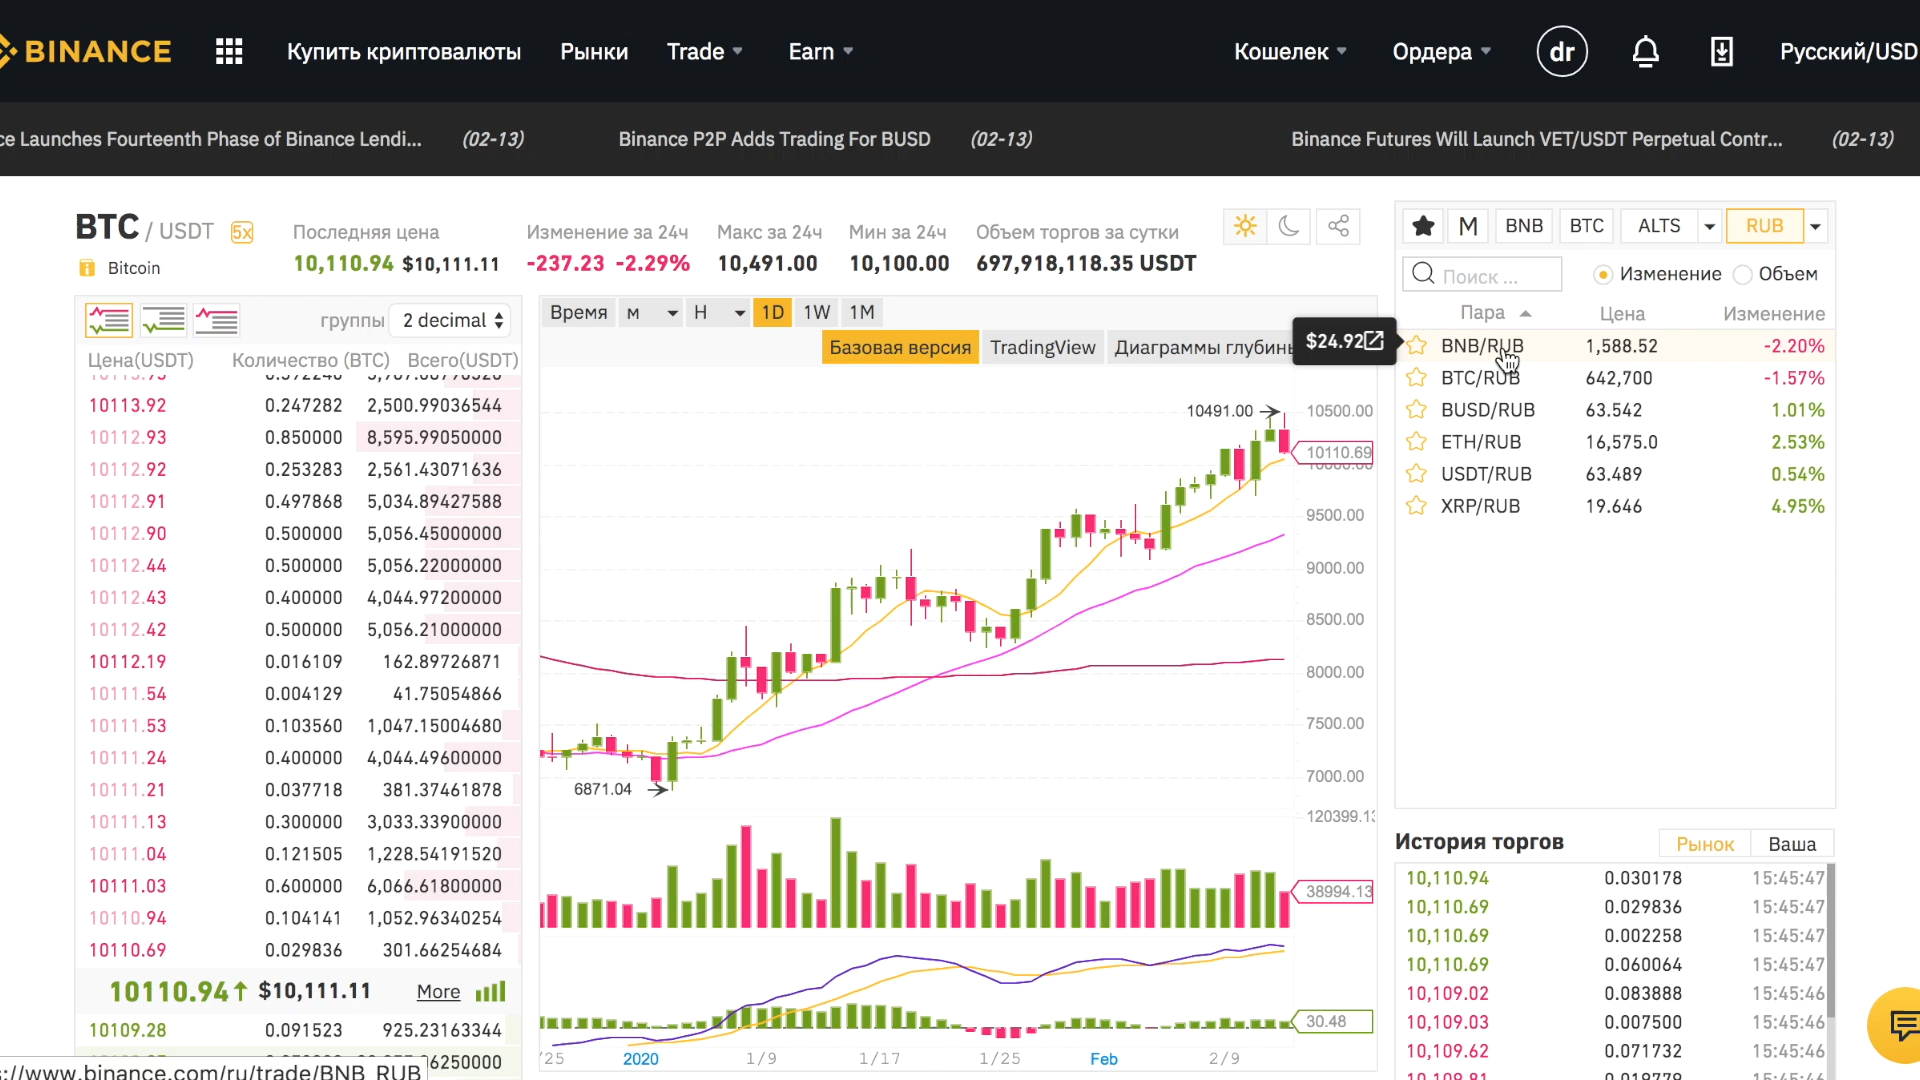 BINANCE
Купить криптовалюты
Рынки
Trade
Earn
Кошелек
Ордера
dr
Русский/USD
ce Launches Fourteenth Phase of Binance Lendi... (02-13)
Binance P2P Adds Trading For BUSD (02-13)
Binance Futures Will Launch VET/USDT Perpetual Contr... (02-13)
BTC / USDT 5x
Bitcoin
Последняя цена
10,110.94 $10,111.11
Изменение за 24ч
-237.23 -2.29%
Макс за 24ч
10,491.00
Мин за 24ч
10,100.00
Объем торгов за сутки
697,918,118.35 USDT
группы 2 decimal
Цена(USDT) Количество (BTC) Всего(USDT)
10113.92 0.247282 2,500.99036544
10112.93 0.850000 8,595.99050000
10112.92 0.253283 2,561.43071636
10112.91 0.497868 5,034.89427588
10112.90 0.500000 5,056.45000000
10112.44 0.500000 5,056.22000000
10112.43 0.400000 4,044.97200000
10112.42 0.500000 5,056.21000000
10112.19 0.016109 162.89726871
10111.54 0.004129 41.75054866
10111.53 0.103560 1,047.15004680
10111.24 0.400000 4,044.49600000
10111.21 0.037718 381.37461878
10111.13 0.300000 3,033.33900000
10111.04 0.121505 1,228.54191520
10111.03 0.600000 6,066.61800000
10110.94 0.104141 1,052.96340254
10110.69 0.029836 301.66254684
10110.94↑ $10,111.11 More
10109.28 0.091523 925.23163344
s://www.binance.com/ru/trade/BNB_RUB
Время м H 1D 1W 1M
Базовая версия TradingView Диаграммы глубины
$24.92
10491.00
6871.04
10500.00
10110.69
9500.00
9000.00
8500.00
8000.00
7500.00
7000.00
120399.13
38994.13
30.48
/25 2020 1/9 1/17 1/25 Feb 2/9
M BNB BTC ALTS RUB
Поиск ...
Изменение Объем
Пара Цена Изменение
BNB/RUB 1,588.52 -2.20%
BTC/RUB 642,700 -1.57%
BUSD/RUB 63.542 1.01%
ETH/RUB 16,575.0 2.53%
USDT/RUB 63.489 0.54%
XRP/RUB 19.646 4.95%
История торгов Рынок Ваша
10,110.94 0.030178 15:45:47
10,110.69 0.029836 15:45:47
10,110.69 0.002258 15:45:47
10,110.69 0.060064 15:45:47
10,109.02 0.083888 15:45:46
10,109.03 0.007500 15:45:46
10,109.62 0.071732 15:45:46